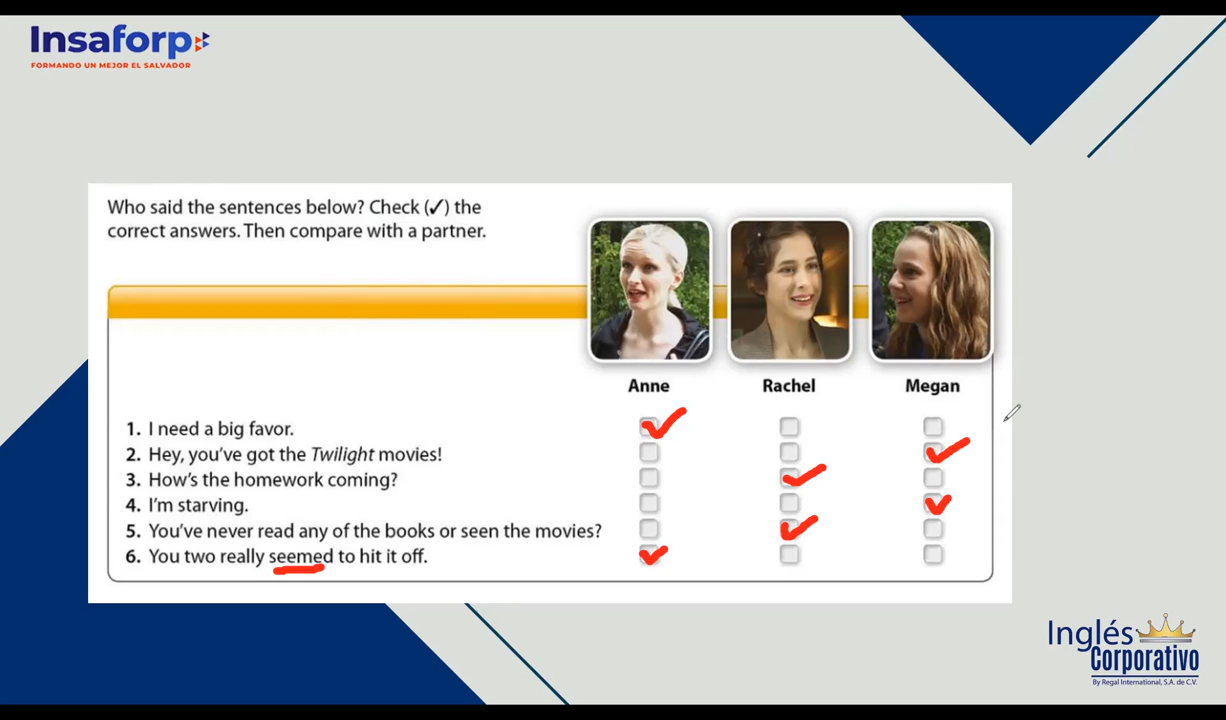 Insaforp
FORMANDO UN MEJOR EL SALVADOR
Who said the sentences below? Check (✓) the
correct answers. Then compare with a partner.
Anne Rachel Megan
1. I need a big favor.
2. Hey, you've got the Twilight movies!
3. How's the homework coming?
4. I'm starving.
5. You've never read any of the books or seen the movies?
6. You two really seemed to hit it off.
Inglés
Corporativo
By Regal International, S.A. de C.V.